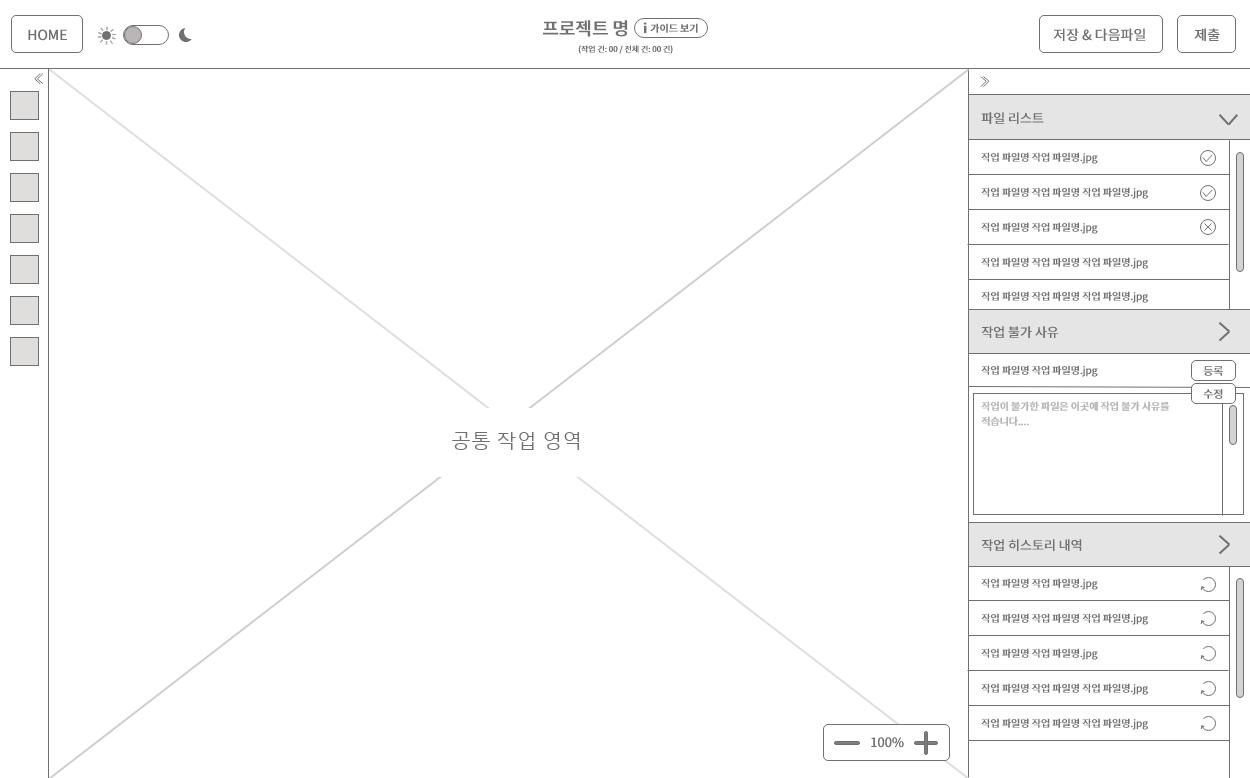 HOME
프로젝트 명
i 가이드 보기
(작업 건: 00 / 전체 건: 00 건)
저장 & 다음파일
제출
파일 리스트
작업 파일명 작업 파일명.jpg
작업 파일명 작업 파일명 작업 파일명.jpg
작업 파일명 작업 파일명.jpg
작업 파일명 작업 파일명 작업 파일명.jpg
작업 파일명 작업 파일명 작업 파일명.jpg
작업 불가 사유
작업 파일명 작업 파일명.jpg
등록
수정
작업이 불가한 파일은 이곳에 작업 불가 사유를
적습니다....
공통 작업 영역
작업 히스토리 내역
작업 파일명 작업 파일명.jpg
작업 파일명 작업 파일명 작업 파일명.jpg
작업 파일명 작업 파일명.jpg
작업 파일명 작업 파일명 작업 파일명.jpg
작업 파일명 작업 파일명 작업 파일명.jpg
100%